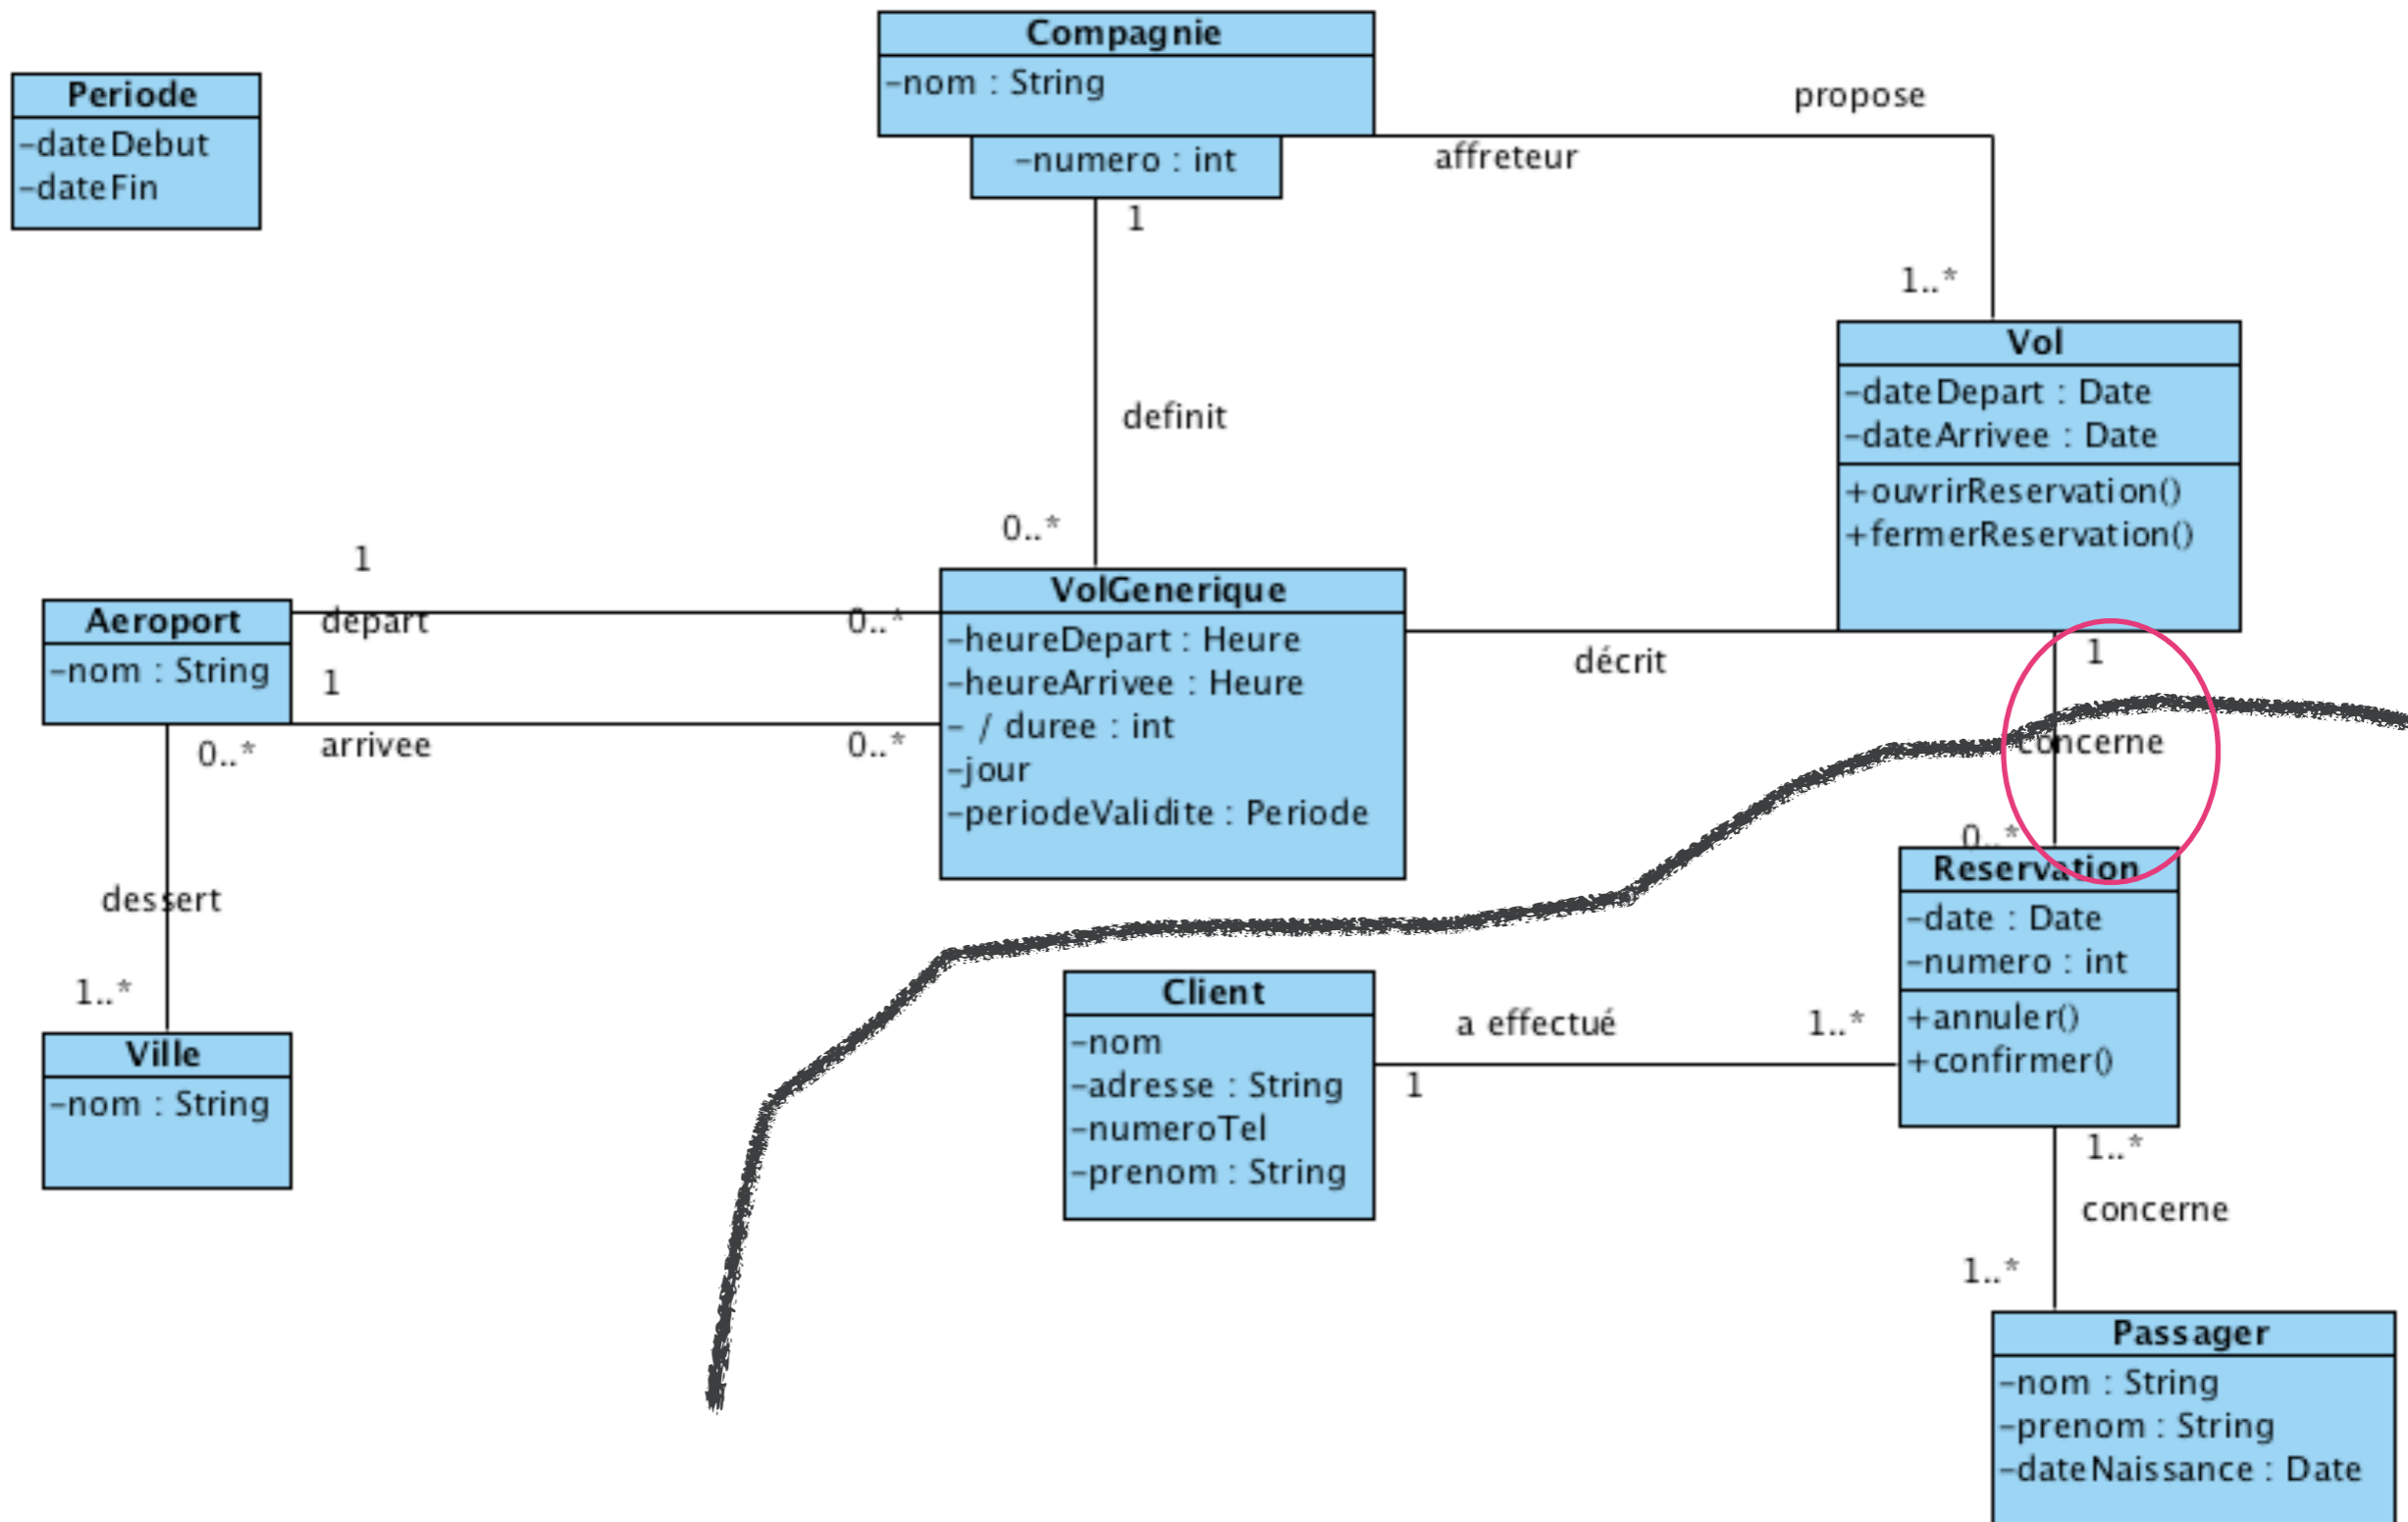 Compagnie
-nom : String
-numero : int
Periode
-dateDebut
-dateFin
propose
affreteur
1
1..*
Vol
-dateDepart : Date
-dateArrivee : Date
+ouvrirReservation()
+fermerReservation()
definit
0..*
1
depart
0..*
Aeroport
-nom : String
1
arrivee
0..*
0..*
VolGenerique
-heureDepart : Heure
-heureArrivee : Heure
- / duree : int
-jour
-periodeValidite : Periode
décrit
1
concerne
0..*
dessert
1..*
Ville
-nom : String
Client
-nom
-adresse : String
-numeroTel
-prenom : String
a effectué
1..*
1
Reservation
-date : Date
-numero : int
+annuler()
+confirmer()
1..*
concerne
1..*
Passager
-nom : String
-prenom : String
-dateNaissance : Date